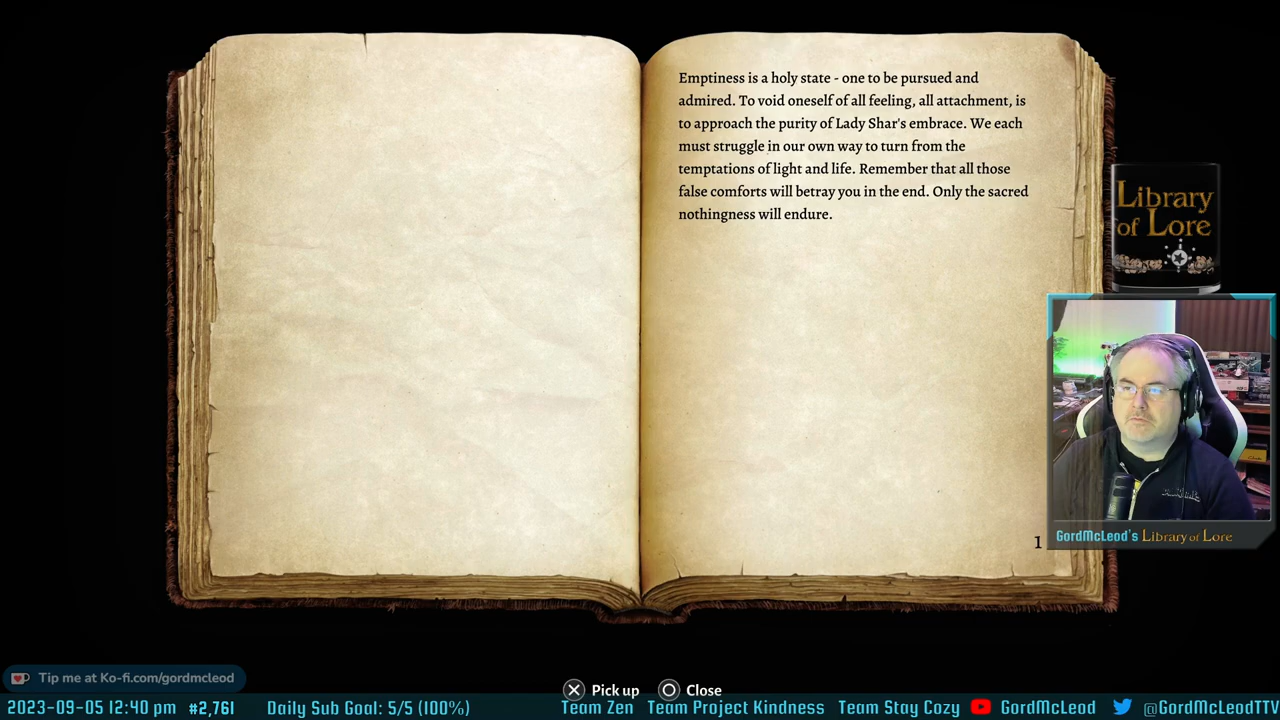 Emptiness is a holy state - one to be pursued and
admired. To void oneself of all feeling, all attachment, is
to approach the purity of Lady Shar's embrace. We each
must struggle in our own way to turn from the
temptations of light and life. Remember that all those
false comforts will betray you in the end. Only the sacred
nothingness will endure.
1
Library
of Lore
GordMcLeod's Library of Lore
Tip me at Ko-fi.com/gordmcleod
Pick up
Close
2023-09-05 12:40 pm #2,761 Daily Sub Goal: 5/5 (100%) Team Zen Team Project Kindness Team Stay Cozy GordMcLeod @GordMcLeodTTV